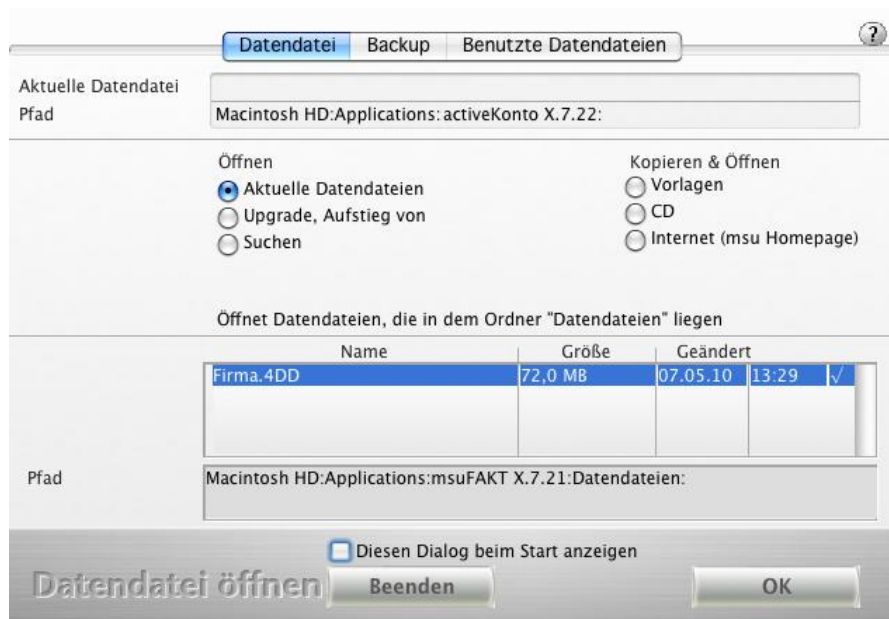 Datendatei Backup Benutzte Datendateien ?
Aktuelle Datendatei
Pfad Macintosh HD:Applications:activeKonto X.7.22:
Öffnen Kopieren & Öffnen
Aktuelle Datendateien Vorlagen
Upgrade, Aufstieg von CD
Suchen Internet (msu Homepage)
Öffnet Datendateien, die in dem Ordner "Datendateien" liegen
Name Größe Geändert
Firma.4DD 72,0 MB 07.05.10 13:29 √
Pfad Macintosh HD:Applications:msuFAKT X.7.21:Datendateien:
Diesen Dialog beim Start anzeigen
Datendatei öffnen Beenden OK